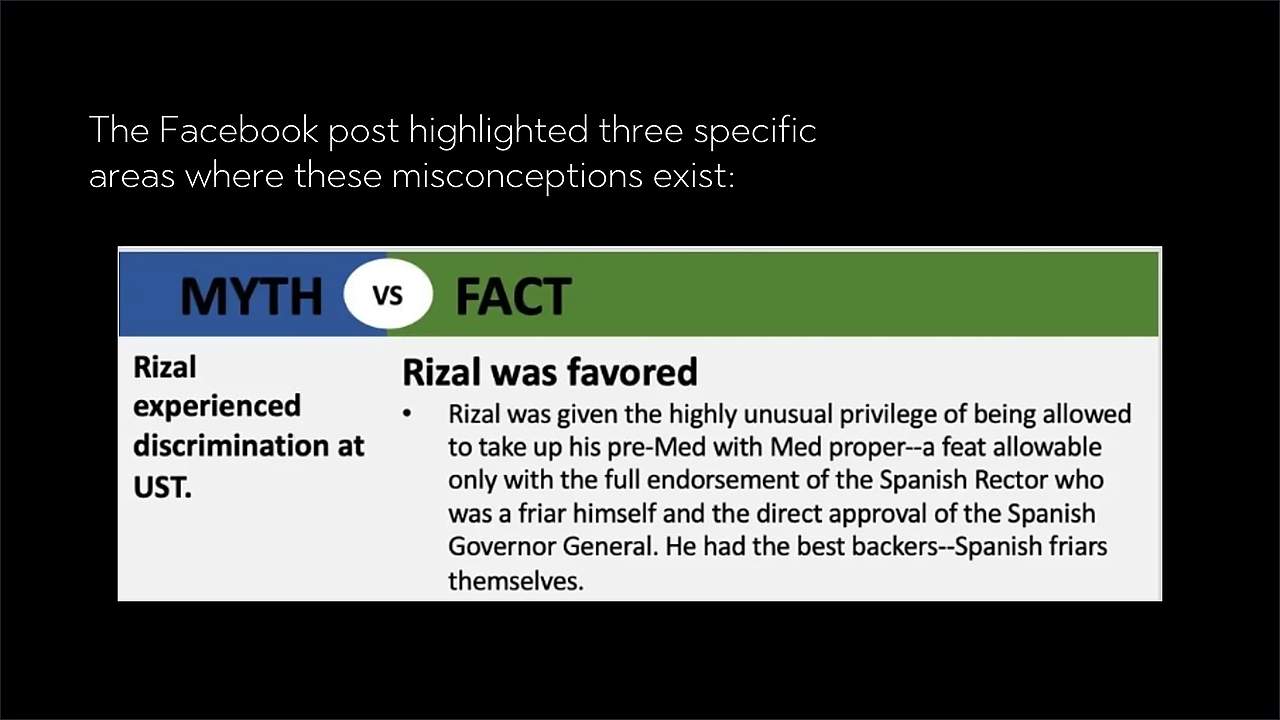 The Facebook post highlighted three specific
areas where these misconceptions exist:
MYTH vs FACT
Rizal
experienced
discrimination at
UST.
Rizal was favored
• Rizal was given the highly unusual privilege of being allowed
to take up his pre-Med with Med proper--a feat allowable
only with the full endorsement of the Spanish Rector who
was a friar himself and the direct approval of the Spanish
Governor General. He had the best backers--Spanish friars
themselves.